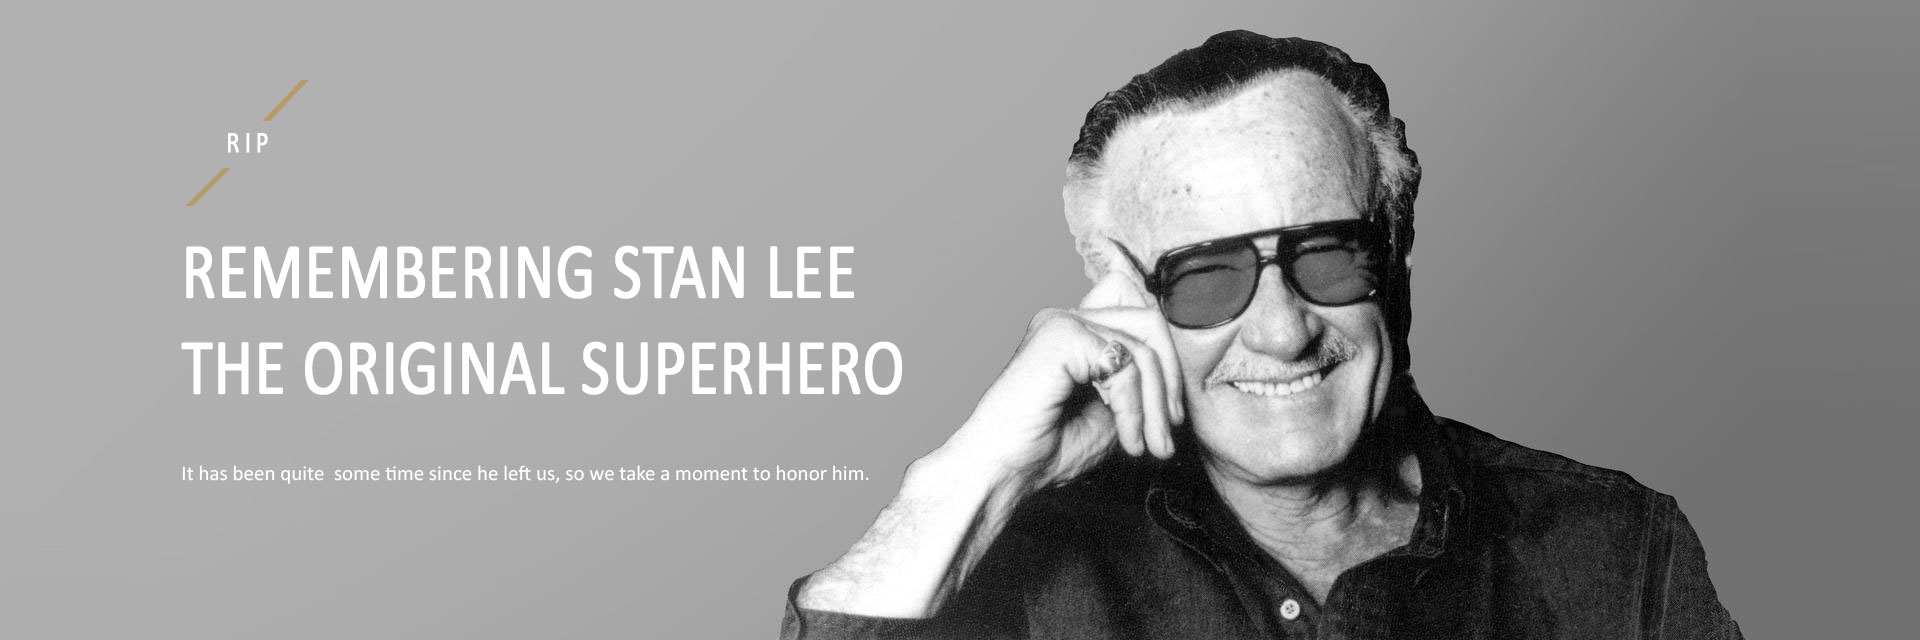 RIP
REMEMBERING STAN LEE
THE ORIGINAL SUPERHERO
It has been quite  some time since he left us, so we take a moment to honor him.